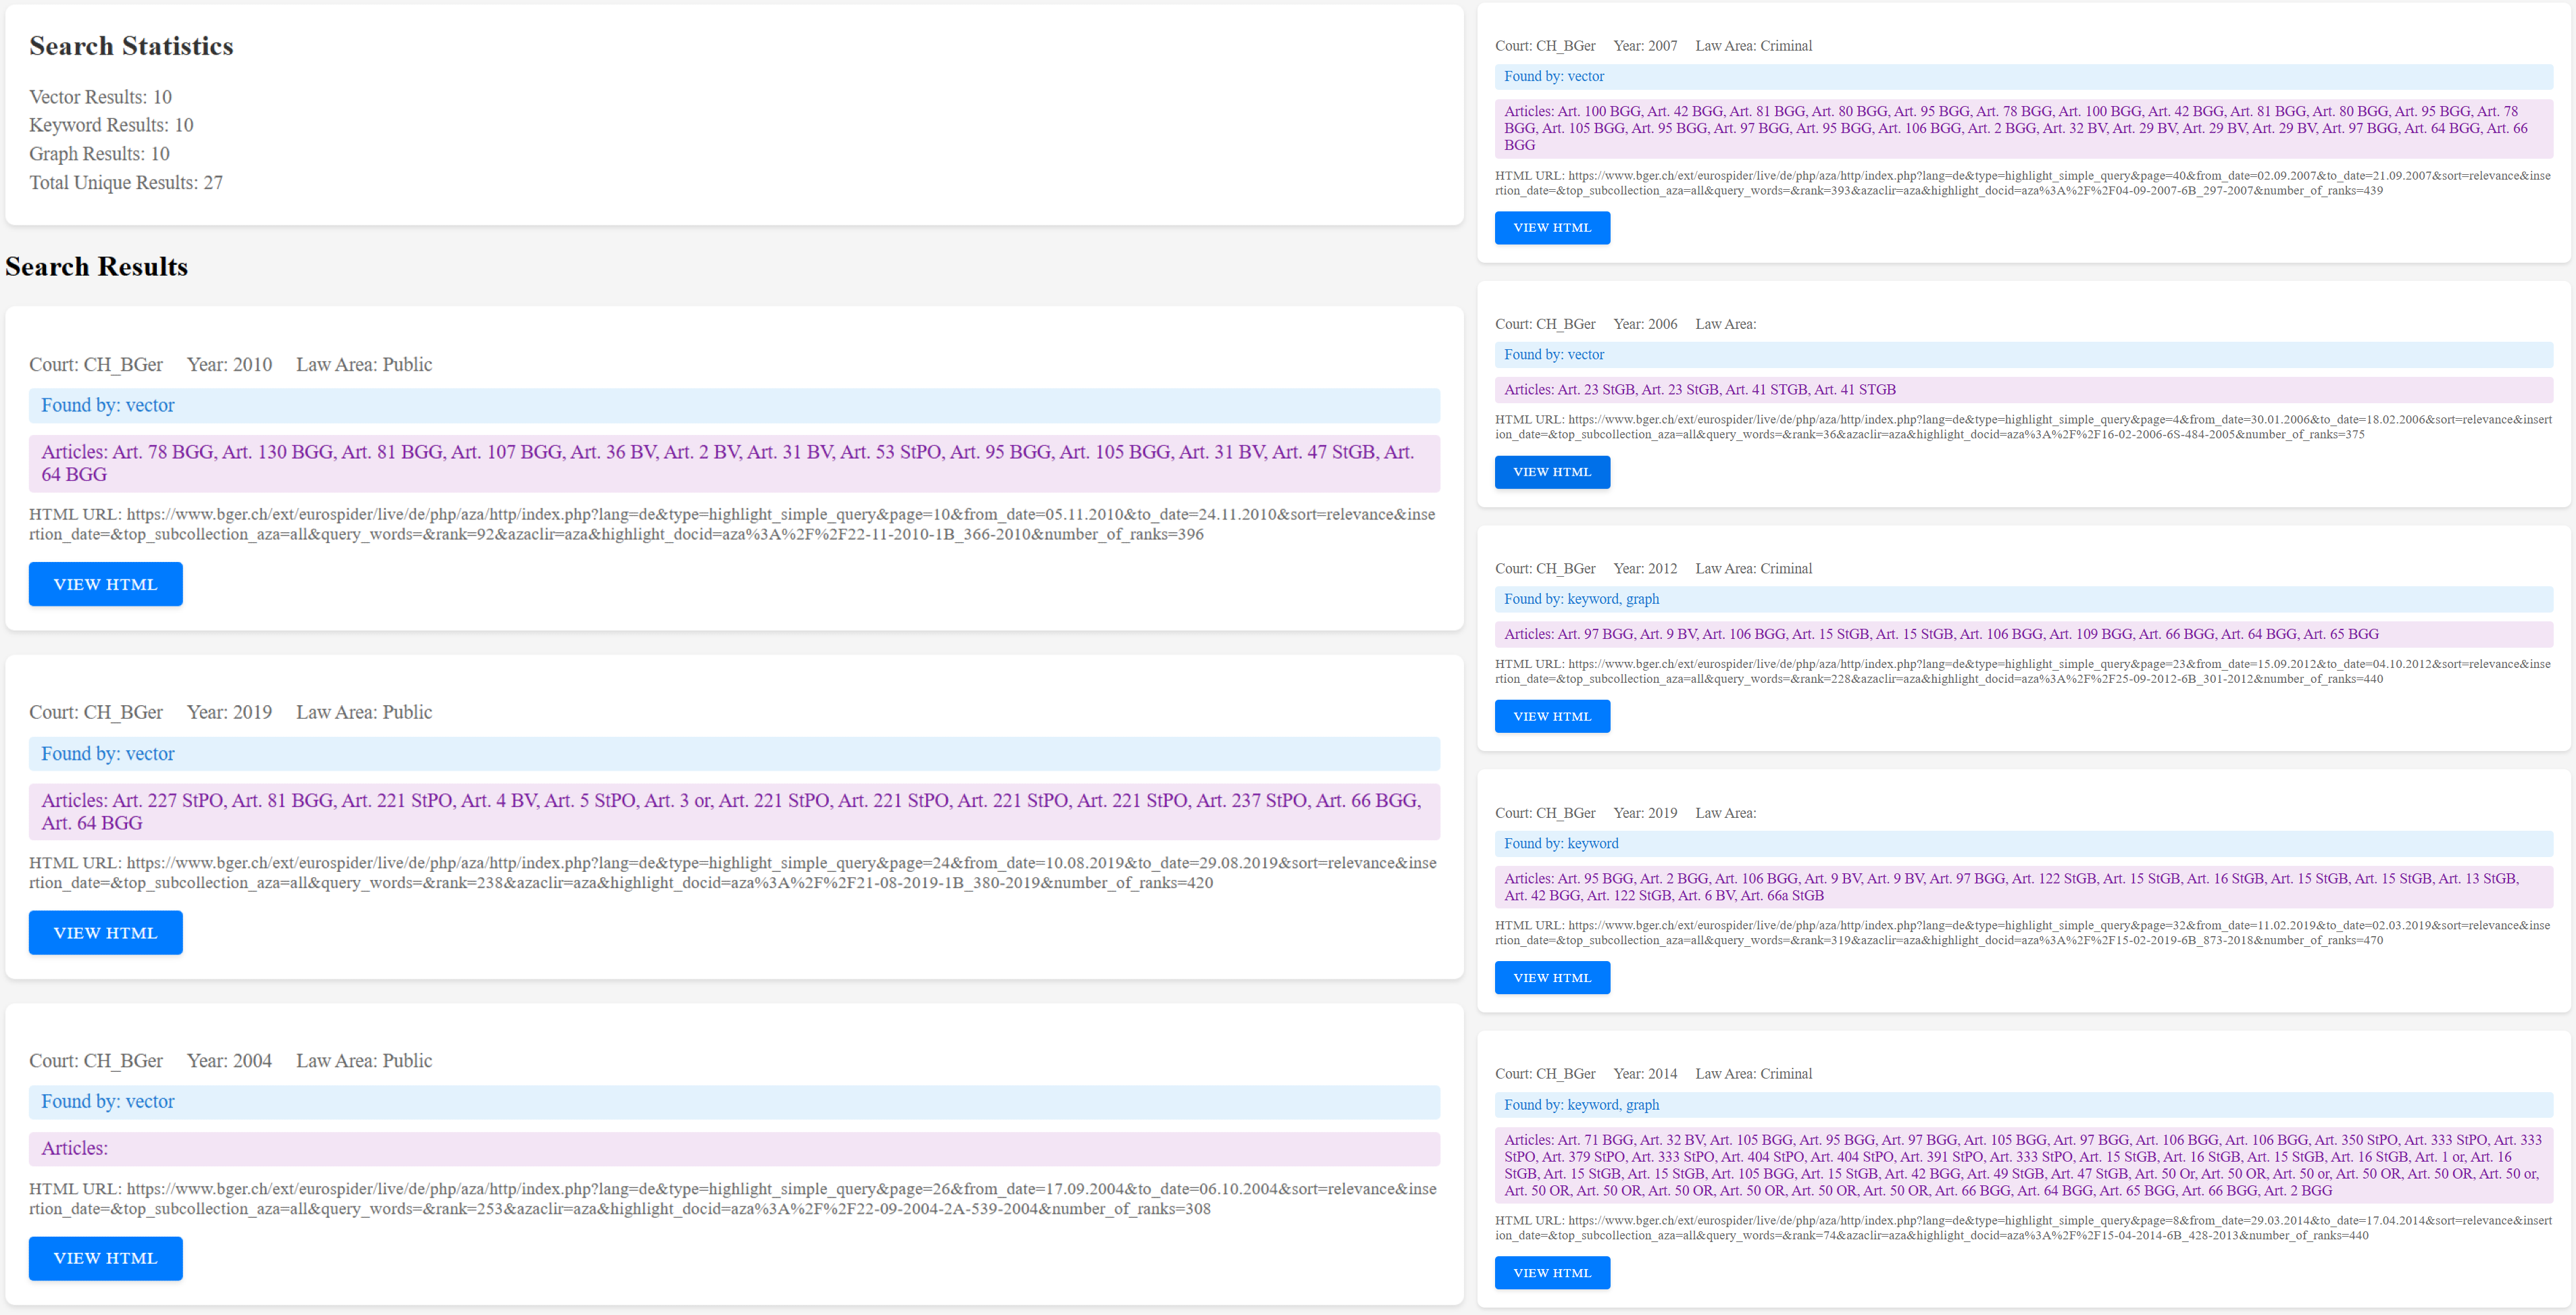 Search Statistics
Vector Results: 10
Keyword Results: 10
Graph Results: 10
Total Unique Results: 27
Search Results
Court: CH_BGer Year: 2010 Law Area: Public
Found by: vector
Articles: Art. 78 BGG, Art. 130 BGG, Art. 81 BGG, Art. 107 BGG, Art. 36 BV, Art. 2 BV, Art. 31 BV, Art. 53 StPO, Art. 95 BGG, Art. 105 BGG, Art. 31 BV, Art. 47 StGB, Art.
64 BGG
HTML URL: https://www.bger.ch/ext/eurospider/live/de/php/aza/http/index.php?lang=de&type=highlight_simple_query&page=10&from_date=05.11.2010&to_date=24.11.2010&sort=relevance&inse
rtion_date=&top_subcollection_aza=all&query_words=&rank=92&azaclir=aza&highlight_docid=aza%3A%2F%2F22-11-2010-1B_366-2010&number_of_ranks=396
VIEW HTML
Court: CH_BGer Year: 2019 Law Area: Public
Found by: vector
Articles: Art. 227 StPO, Art. 81 BGG, Art. 221 StPO, Art. 4 BV, Art. 5 StPO, Art. 3 or, Art. 221 StPO, Art. 221 StPO, Art. 221 StPO, Art. 221 StPO, Art. 237 StPO, Art. 66 BGG,
Art. 64 BGG
HTML URL: https://www.bger.ch/ext/eurospider/live/de/php/aza/http/index.php?lang=de&type=highlight_simple_query&page=24&from_date=10.08.2019&to_date=29.08.2019&sort=relevance&inse
rtion_date=&top_subcollection_aza=all&query_words=&rank=238&azaclir=aza&highlight_docid=aza%3A%2F%2F21-08-2019-1B_380-2019&number_of_ranks=420
VIEW HTML
Court: CH_BGer Year: 2004 Law Area: Public
Found by: vector
Articles:
HTML URL: https://www.bger.ch/ext/eurospider/live/de/php/aza/http/index.php?lang=de&type=highlight_simple_query&page=26&from_date=17.09.2004&to_date=06.10.2004&sort=relevance&inse
rtion_date=&top_subcollection_aza=all&query_words=&rank=253&azaclir=aza&highlight_docid=aza%3A%2F%2F22-09-2004-2A-539-2004&number_of_ranks=308
VIEW HTML
Court: CH_BGer Year: 2007 Law Area: Criminal
Found by: vector
Articles: Art. 100 BGG, Art. 42 BGG, Art. 81 BGG, Art. 80 BGG, Art. 95 BGG, Art. 78 BGG, Art. 100 BGG, Art. 42 BGG, Art. 81 BGG, Art. 80 BGG, Art. 95 BGG, Art. 78
BGG, Art. 105 BGG, Art. 95 BGG, Art. 97 BGG, Art. 95 BGG, Art. 106 BGG, Art. 2 BGG, Art. 32 BV, Art. 29 BV, Art. 29 BV, Art. 29 BV, Art. 97 BGG, Art. 64 BGG, Art. 66
BGG
HTML URL: https://www.bger.ch/ext/eurospider/live/de/php/aza/http/index.php?lang=de&type=highlight_simple_query&page=40&from_date=02.09.2007&to_date=21.09.2007&sort=relevance&inse
rtion_date=&top_subcollection_aza=all&query_words=&rank=393&azaclir=aza&highlight_docid=aza%3A%2F%2F04-09-2007-6B_297-2007&number_of_ranks=439
VIEW HTML
Court: CH_BGer Year: 2006 Law Area:
Found by: vector
Articles: Art. 23 StGB, Art. 23 StGB, Art. 41 STGB, Art. 41 STGB
HTML URL: https://www.bger.ch/ext/eurospider/live/de/php/aza/http/index.php?lang=de&type=highlight_simple_query&page=4&from_date=30.01.2006&to_date=18.02.2006&sort=relevance&insert
ion_date=&top_subcollection_aza=all&query_words=&rank=36&azaclir=aza&highlight_docid=aza%3A%2F%2F16-02-2006-6S-484-2005&number_of_ranks=375
VIEW HTML
Court: CH_BGer Year: 2012 Law Area: Criminal
Found by: keyword, graph
Articles: Art. 97 BGG, Art. 9 BV, Art. 106 BGG, Art. 15 StGB, Art. 15 StGB, Art. 106 BGG, Art. 109 BGG, Art. 66 BGG, Art. 64 BGG, Art. 65 BGG
HTML URL: https://www.bger.ch/ext/eurospider/live/de/php/aza/http/index.php?lang=de&type=highlight_simple_query&page=23&from_date=15.09.2012&to_date=04.10.2012&sort=relevance&inse
rtion_date=&top_subcollection_aza=all&query_words=&rank=228&azaclir=aza&highlight_docid=aza%3A%2F%2F25-09-2012-6B_301-2012&number_of_ranks=440
VIEW HTML
Court: CH_BGer Year: 2019 Law Area:
Found by: keyword
Articles: Art. 95 BGG, Art. 2 BGG, Art. 106 BGG, Art. 9 BV, Art. 9 BV, Art. 97 BGG, Art. 122 StGB, Art. 15 StGB, Art. 16 StGB, Art. 15 StGB, Art. 15 StGB, Art. 13 StGB,
Art. 42 BGG, Art. 122 StGB, Art. 6 BV, Art. 66a StGB
HTML URL: https://www.bger.ch/ext/eurospider/live/de/php/aza/http/index.php?lang=de&type=highlight_simple_query&page=32&from_date=11.02.2019&to_date=02.03.2019&sort=relevance&inse
rtion_date=&top_subcollection_aza=all&query_words=&rank=319&azaclir=aza&highlight_docid=aza%3A%2F%2F15-02-2019-6B_873-2018&number_of_ranks=470
VIEW HTML
Court: CH_BGer Year: 2014 Law Area: Criminal
Found by: keyword, graph
Articles: Art. 71 BGG, Art. 32 BV, Art. 105 BGG, Art. 95 BGG, Art. 97 BGG, Art. 105 BGG, Art. 97 BGG, Art. 106 BGG, Art. 106 BGG, Art. 350 StPO, Art. 333 StPO, Art. 333
StPO, Art. 379 StPO, Art. 333 StPO, Art. 404 StPO, Art. 404 StPO, Art. 391 StPO, Art. 333 StPO, Art. 15 StGB, Art. 16 StGB, Art. 15 StGB, Art. 16 StGB, Art. 1 or, Art. 16
StGB, Art. 15 StGB, Art. 15 StGB, Art. 105 BGG, Art. 15 StGB, Art. 42 BGG, Art. 49 StGB, Art. 47 StGB, Art. 50 Or, Art. 50 OR, Art. 50 or, Art. 50 OR, Art. 50 OR, Art. 50 or,
Art. 50 OR, Art. 50 OR, Art. 50 OR, Art. 50 OR, Art. 50 OR, Art. 50 OR, Art. 66 BGG, Art. 64 BGG, Art. 65 BGG, Art. 66 BGG, Art. 2 BGG
HTML URL: https://www.bger.ch/ext/eurospider/live/de/php/aza/http/index.php?lang=de&type=highlight_simple_query&page=8&from_date=29.03.2014&to_date=17.04.2014&sort=relevance&insert
ion_date=&top_subcollection_aza=all&query_words=&rank=74&azaclir=aza&highlight_docid=aza%3A%2F%2F15-04-2014-6B_428-2013&number_of_ranks=440
VIEW HTML